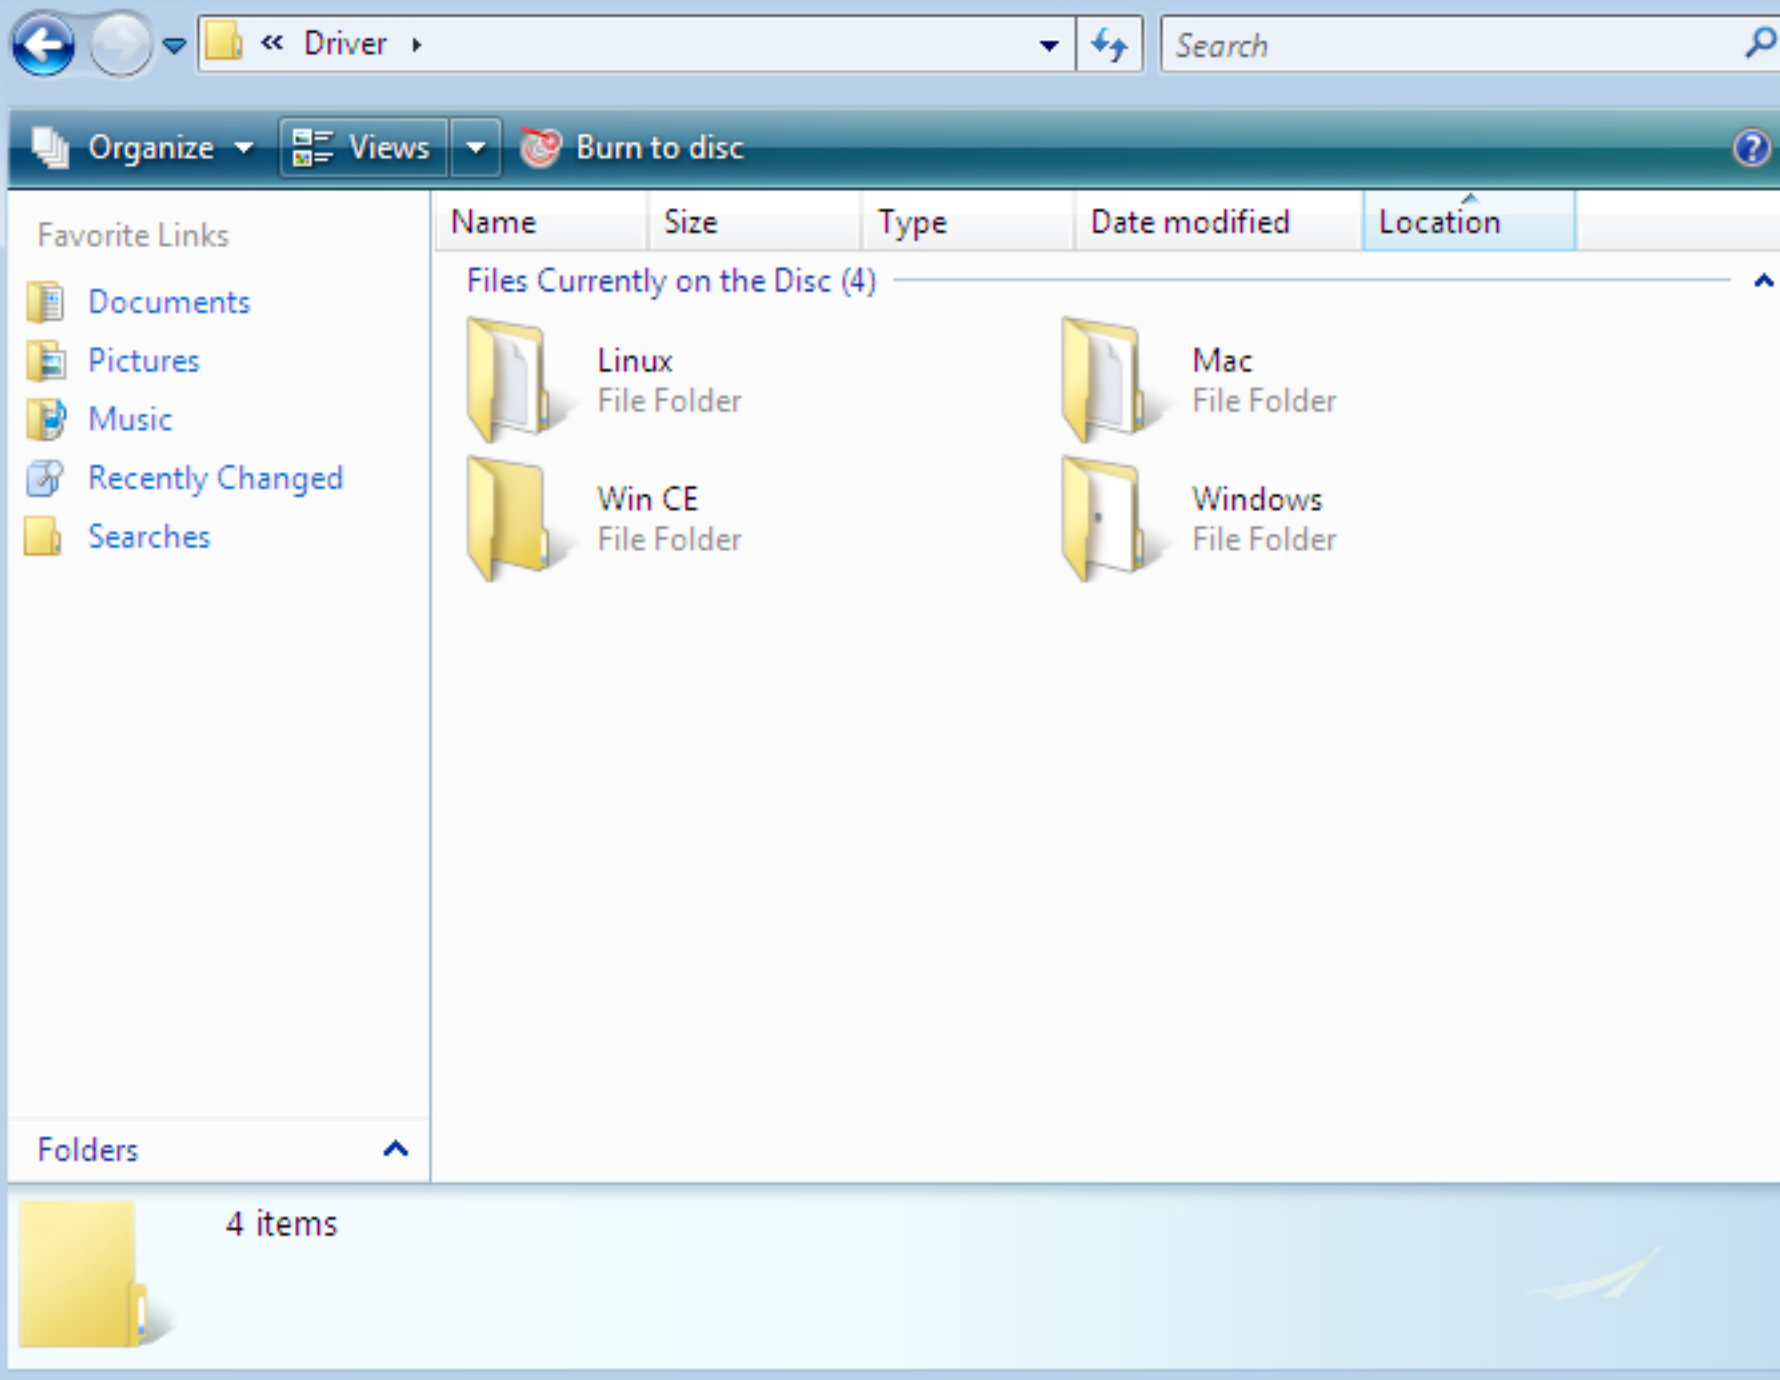 « Driver
Search
Organize Views Burn to disc
Favorite Links
Documents
Pictures
Music
Recently Changed
Searches
Name Size Type Date modified Location
Files Currently on the Disc (4)
Linux
File Folder
Mac
File Folder
Win CE
File Folder
Windows
File Folder
Folders
4 items